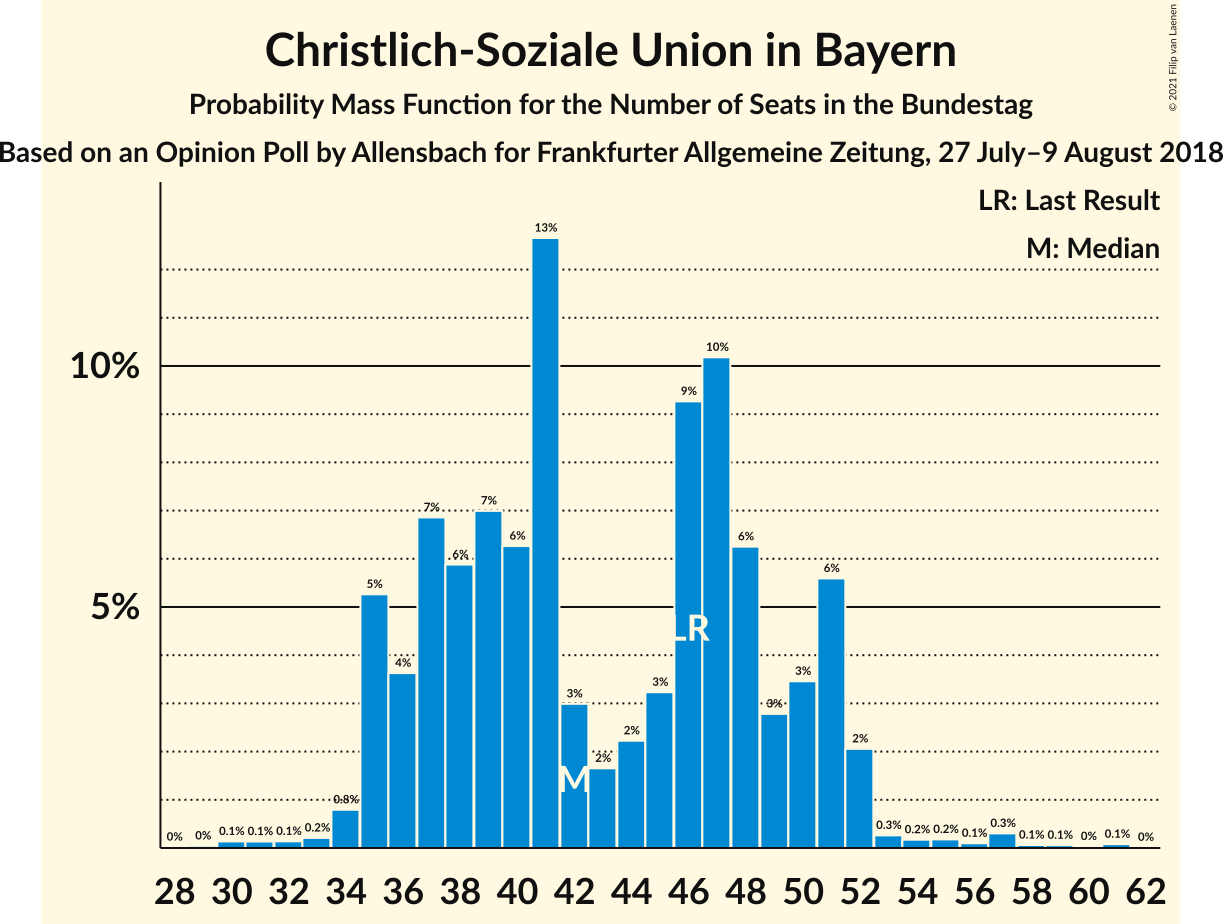 Christlich-Soziale Union in Bayern
Probability Mass Function for the Number of Seats in the Bundestag
Based on an Opinion Poll by Allensbach for Frankfurter Allgemeine Zeitung, 27 July–9 August 2018
© 2021 Filip van Laenen
LR: Last Result
M: Median
10%
5%
0% 0% 0.1% 0.1% 0.1% 0.2% 0.8% 5% 4% 7% 6% 7% 6% 13% 3% 2% 2% 3% 9% 10% 6% 3% 3% 6% 2% 0.3% 0.2% 0.2% 0.1% 0.3% 0.1% 0.1% 0% 0.1% 0%
LR
M
28 30 32 34 36 38 40 42 44 46 48 50 52 54 56 58 60 62